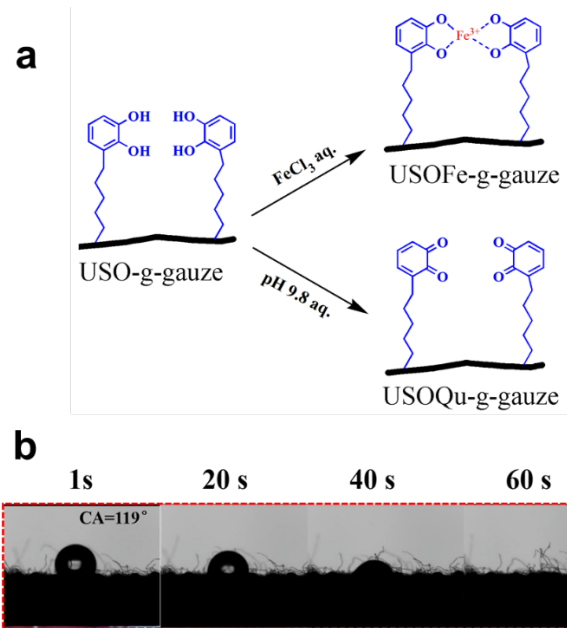 a
OH
HO
OH
HO
USO-g-gauze
FeCl₃ aq.
pH 9.8 aq.
O
Fe³⁺
O
O
O
USOFe-g-gauze
O
O
O
O
USOQu-g-gauze
b
1s 20 s 40 s 60 s
CA=119°